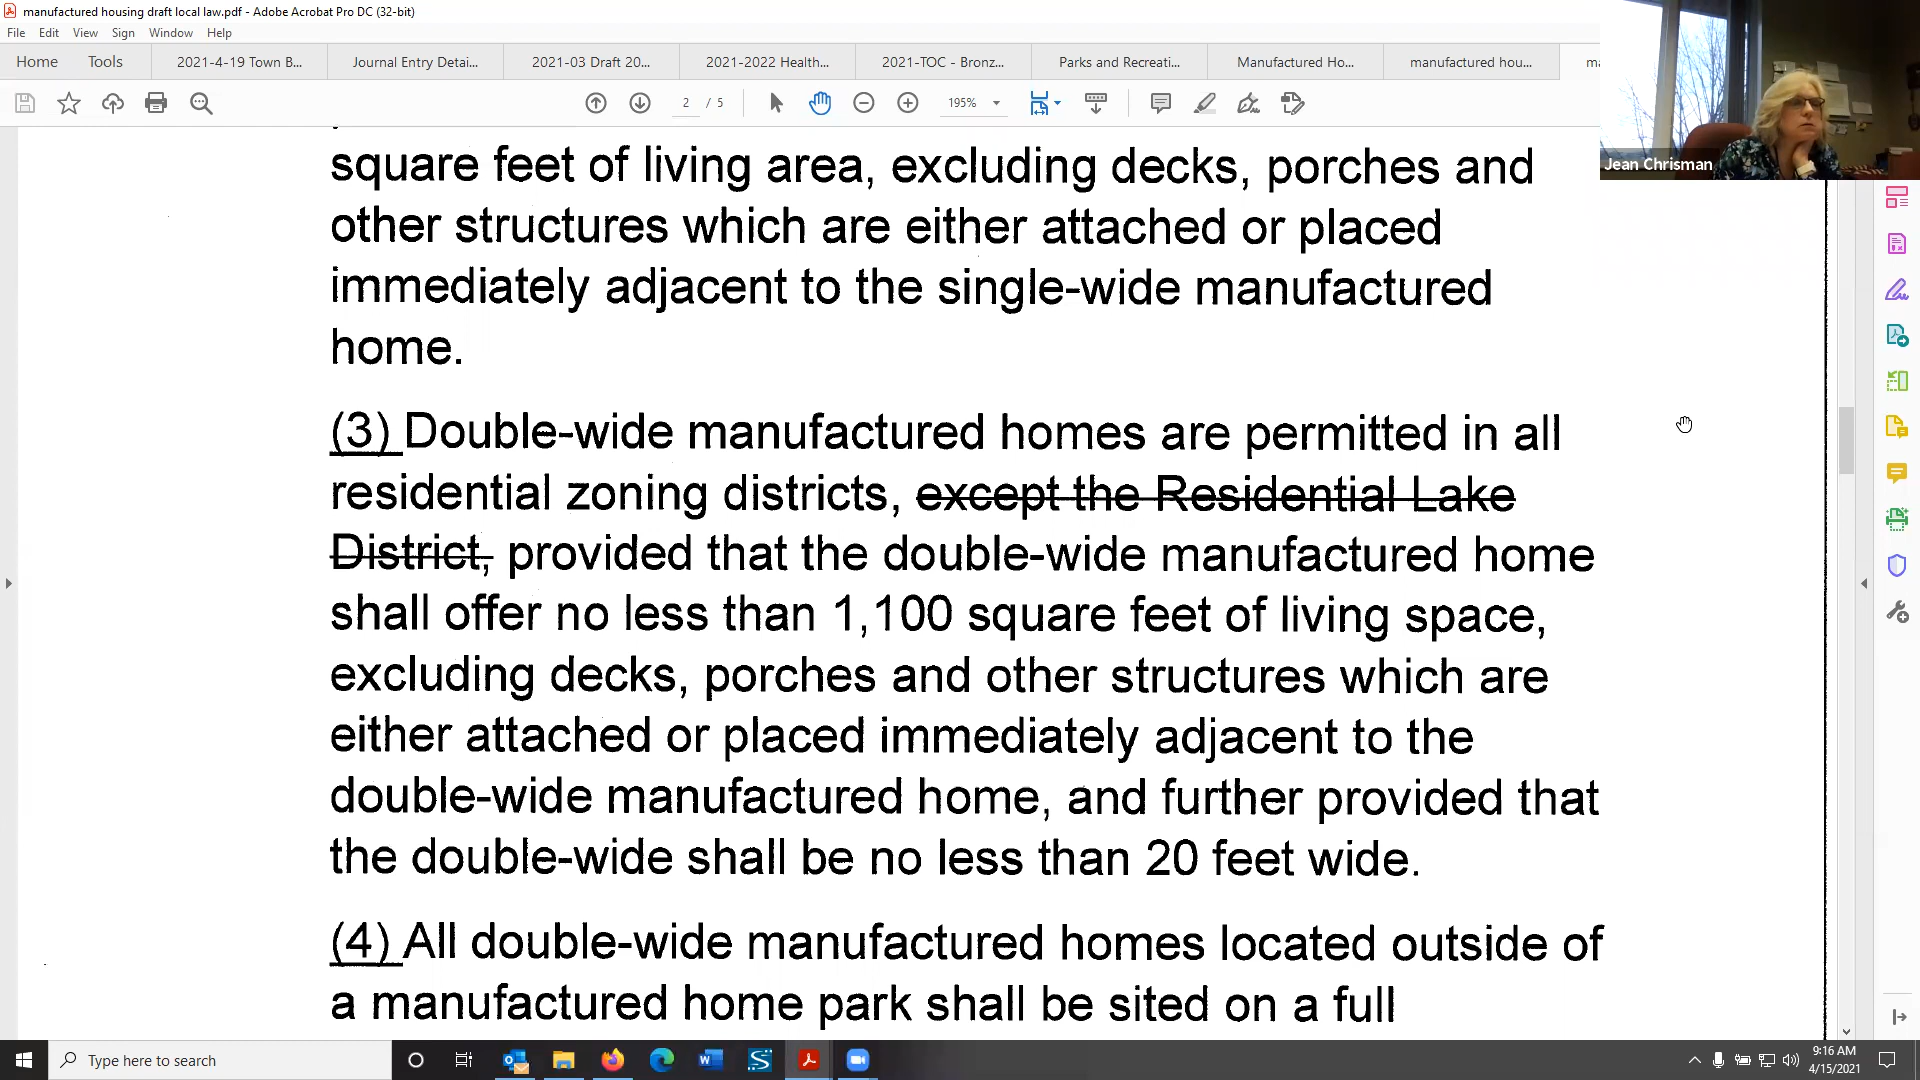 manufactured housing draft local law.pdf - Adobe Acrobat Pro DC (32-bit)
File Edit View Sign Window Help
Home Tools 2021-4-19 Town B... Journal Entry Detai... 2021-03 Draft 20... 2021-2022 Health... 2021-TOC - Bronz... Parks and Recreati... Manufactured Ho... manufactured hou...
2 / 5 195%
Jean Chrisman
square feet of living area, excluding decks, porches and
other structures which are either attached or placed
immediately adjacent to the single-wide manufactured
home.
(3) Double-wide manufactured homes are permitted in all
residential zoning districts, except the Residential Lake
District, provided that the double-wide manufactured home
shall offer no less than 1,100 square feet of living space,
excluding decks, porches and other structures which are
either attached or placed immediately adjacent to the
double-wide manufactured home, and further provided that
the double-wide shall be no less than 20 feet wide.
(4) All double-wide manufactured homes located outside of
a manufactured home park shall be sited on a full
Type here to search
9:16 AM
4/15/2021